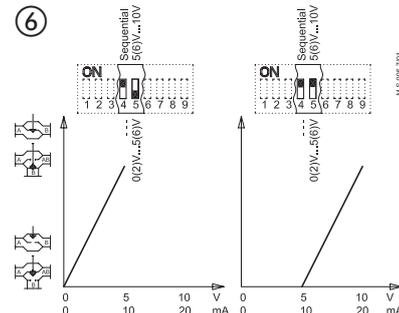 6
Sequential
5(6)V...10V
ON
1 2 3 4 5 6 7 8 9
0(2)V...5(6)V
A B
A AB
B
A B
A AB
B
0 5 10 V
0 10 20 mA
Sequential
5(6)V...10V
ON
1 2 3 4 5 6 7 8 9
0(2)V...5(6)V
0 5 10 V
0 10 20 mA